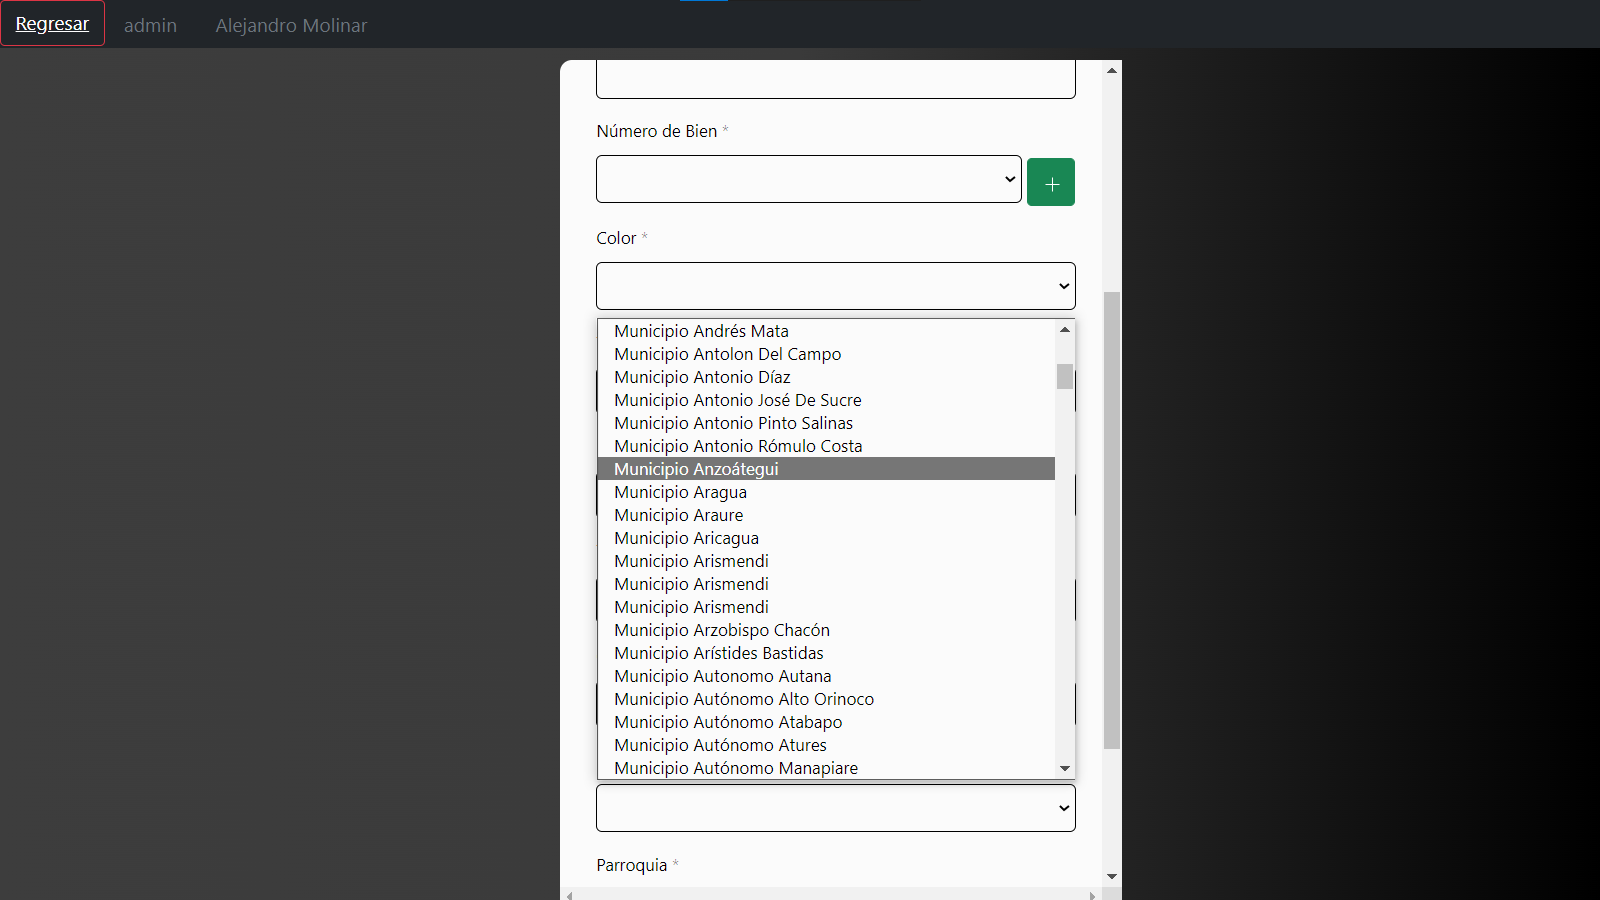 Regresar admin Alejandro Molinar
Número de Bien *
+
Color *
Municipio Andrés Mata
Municipio Antolon Del Campo
Municipio Antonio Díaz
Municipio Antonio José De Sucre
Municipio Antonio Pinto Salinas
Municipio Antonio Rómulo Costa
Municipio Anzoátegui
Municipio Aragua
Municipio Araure
Municipio Aricagua
Municipio Arismendi
Municipio Arismendi
Municipio Arismendi
Municipio Arzobispo Chacón
Municipio Arístides Bastidas
Municipio Autonomo Autana
Municipio Autónomo Alto Orinoco
Municipio Autónomo Atabapo
Municipio Autónomo Atures
Municipio Autónomo Manapiare
Parroquia *